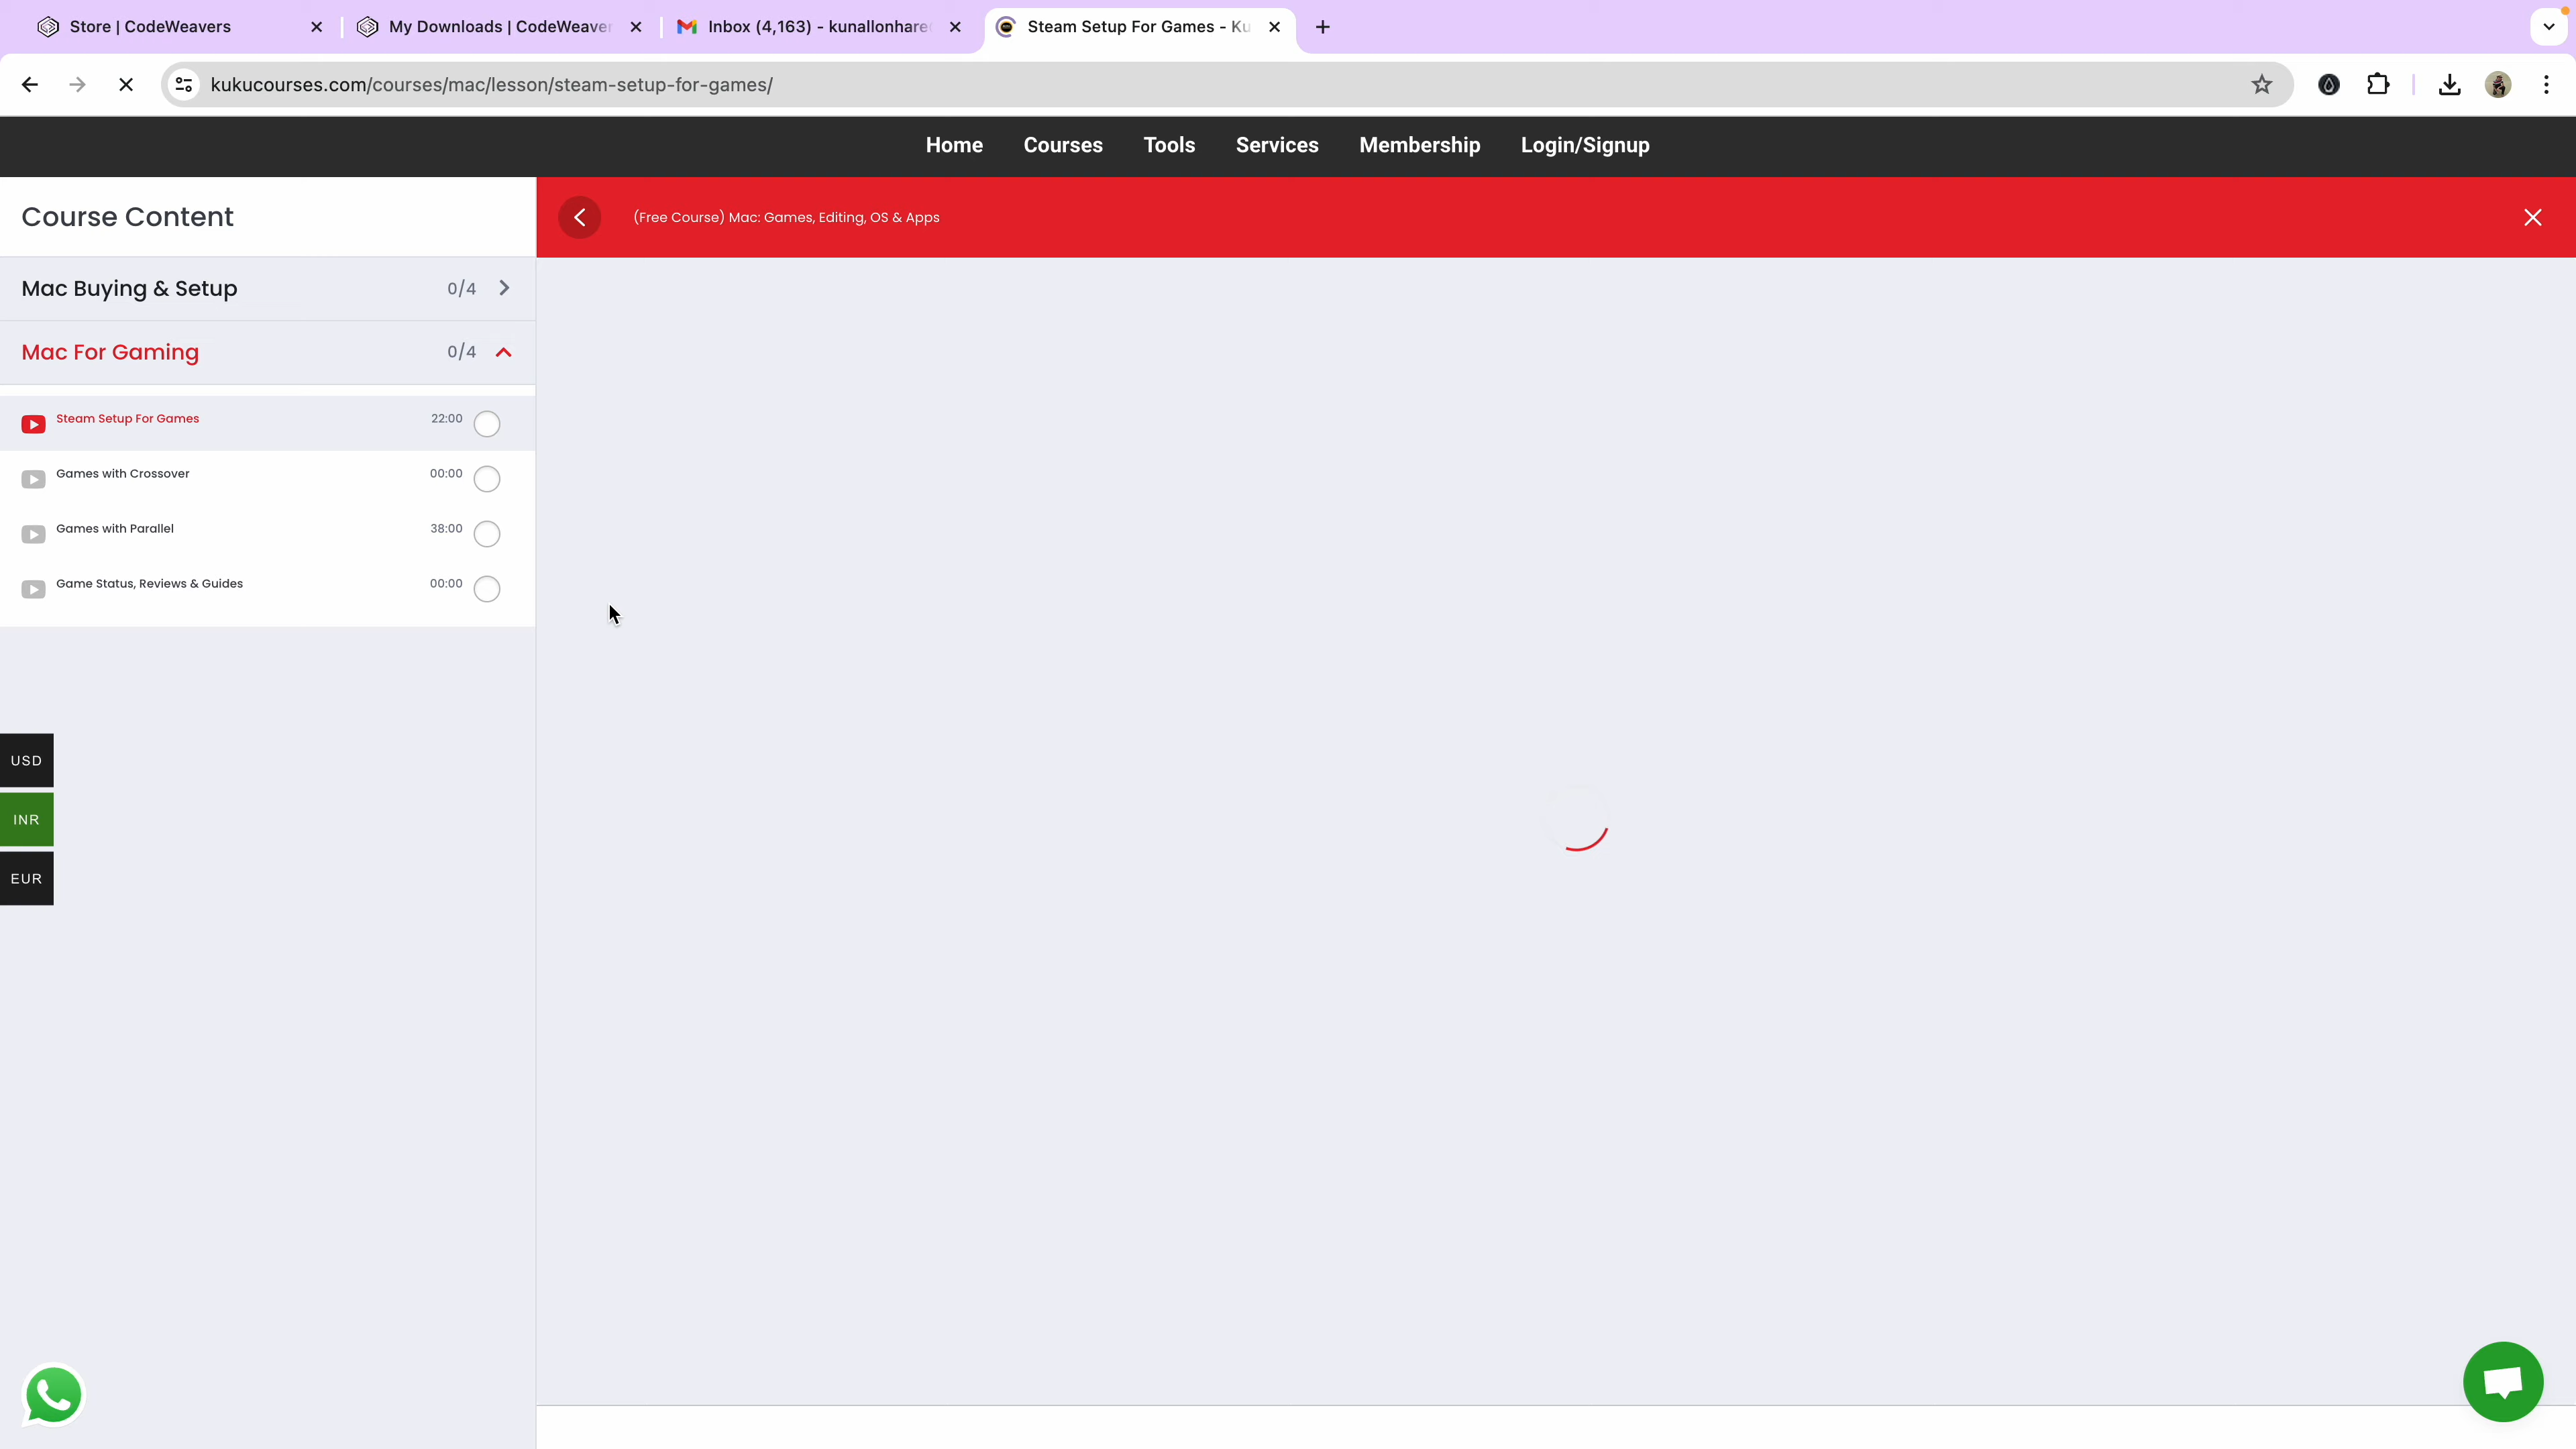 Store | CodeWeavers
My Downloads | CodeWeaver
Inbox (4,163) - kunallonhare
Steam Setup For Games - Ku
kukucourses.com/courses/mac/lesson/steam-setup-for-games/
Home Courses Tools Services Membership Login/Signup
Course Content
(Free Course) Mac: Games, Editing, OS & Apps
Mac Buying & Setup 0/4
Mac For Gaming 0/4
Steam Setup For Games 22:00
Games with Crossover 00:00
Games with Parallel 38:00
Game Status, Reviews & Guides 00:00
USD
INR
EUR